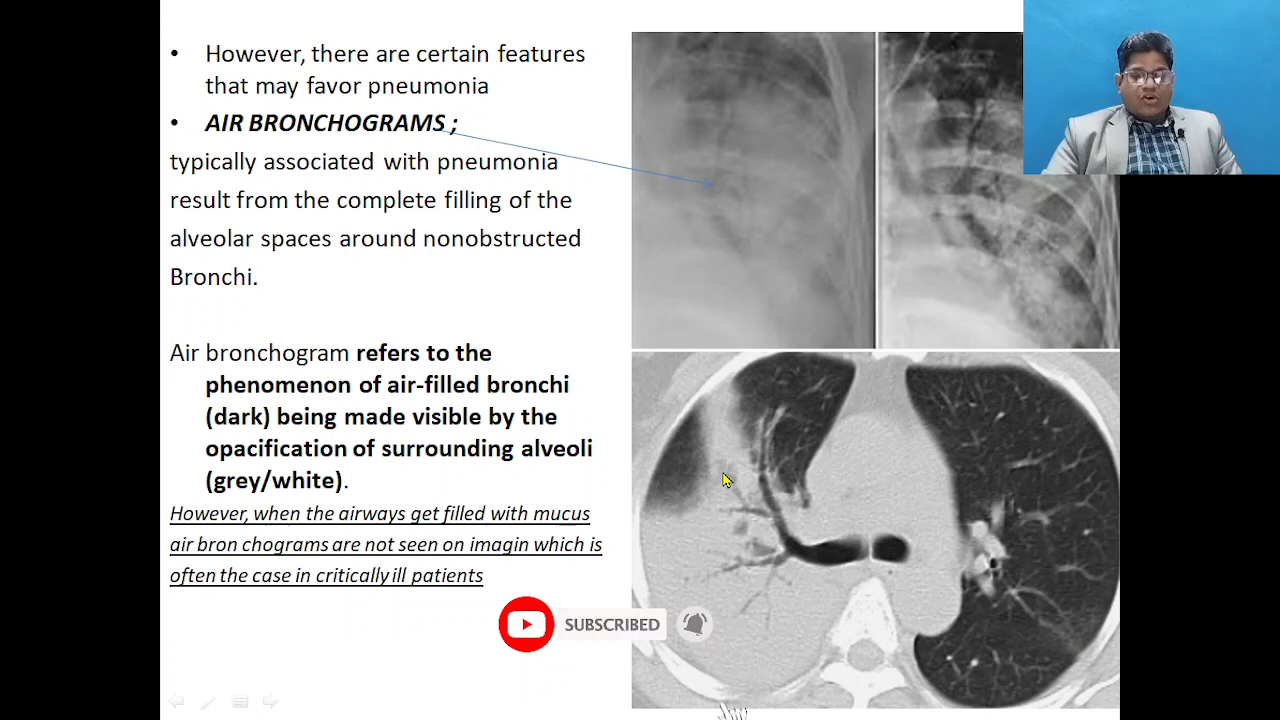 • However, there are certain features
that may favor pneumonia
• AIR BRONCHOGRAMS ;
typically associated with pneumonia
result from the complete filling of the
alveolar spaces around nonobstructed
Bronchi.
Air bronchogram refers to the
phenomenon of air-filled bronchi
(dark) being made visible by the
opacification of surrounding alveoli
(grey/white).
However, when the airways get filled with mucus
air bron chograms are not seen on imagin which is
often the case in critically ill patients
SUBSCRIBED